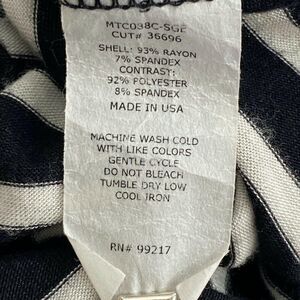 MTC038C-SGE
CUT# 36696
SHELL: 93% RAYON
7% SPANDEX
CONTRAST:
92% POLYESTER
8% SPANDEX
MADE IN USA
MACHINE WASH COLD
WITH LIKE COLORS
GENTLE CYCLE
DO NOT BLEACH
TUMBLE DRY LOW
COOL IRON
RN# 99217